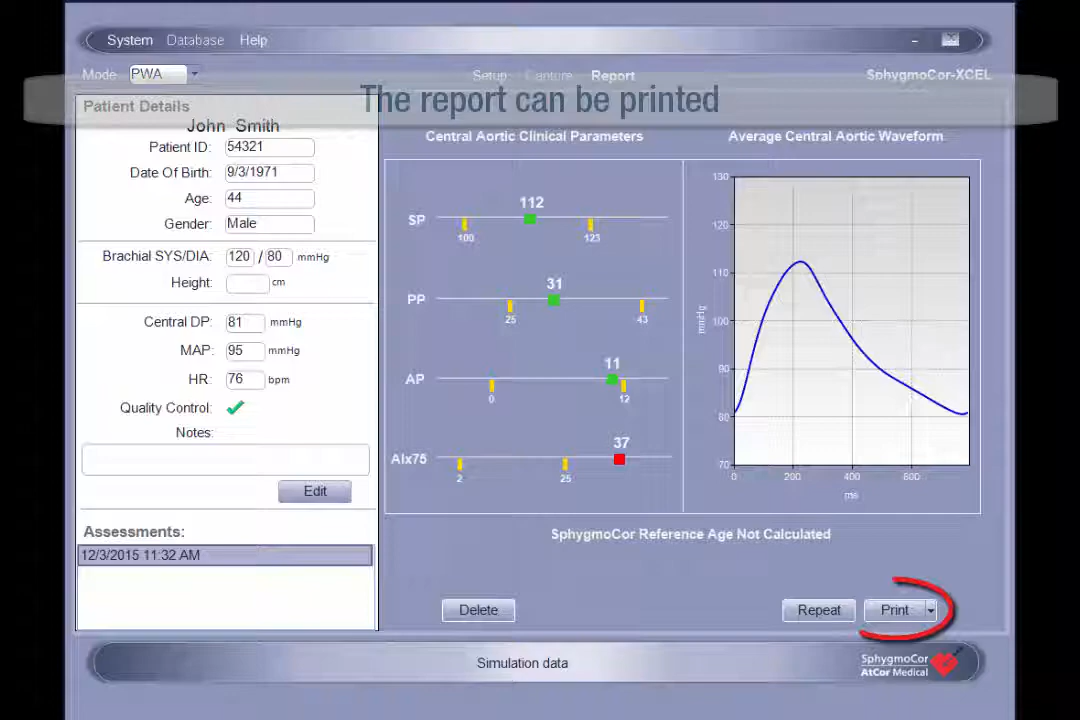 System Database Help
Mode PWA
Setup Capture Report
SphygmoCor-XCEL
The report can be printed
Patient Details
John Smith
Patient ID: 54321
Date Of Birth: 9/3/1971
Age: 44
Gender: Male
Brachial SYS/DIA: 120 / 80 mmHg
Height: cm
Central DP: 81 mmHg
MAP: 95 mmHg
HR: 76 bpm
Quality Control:
Notes:
Edit
Assessments:
12/3/2015 11:32 AM
Central Aortic Clinical Parameters
112
SP
100 123
31
PP
25 43
11
AP
0 12
37
AIx75
2 25
Average Central Aortic Waveform
130
120
110
100
90
80
70
mmHg
0 200 400 600
ms
SphygmoCor Reference Age Not Calculated
Delete
Repeat
Print
Simulation data
SphygmoCor
AtCor Medical